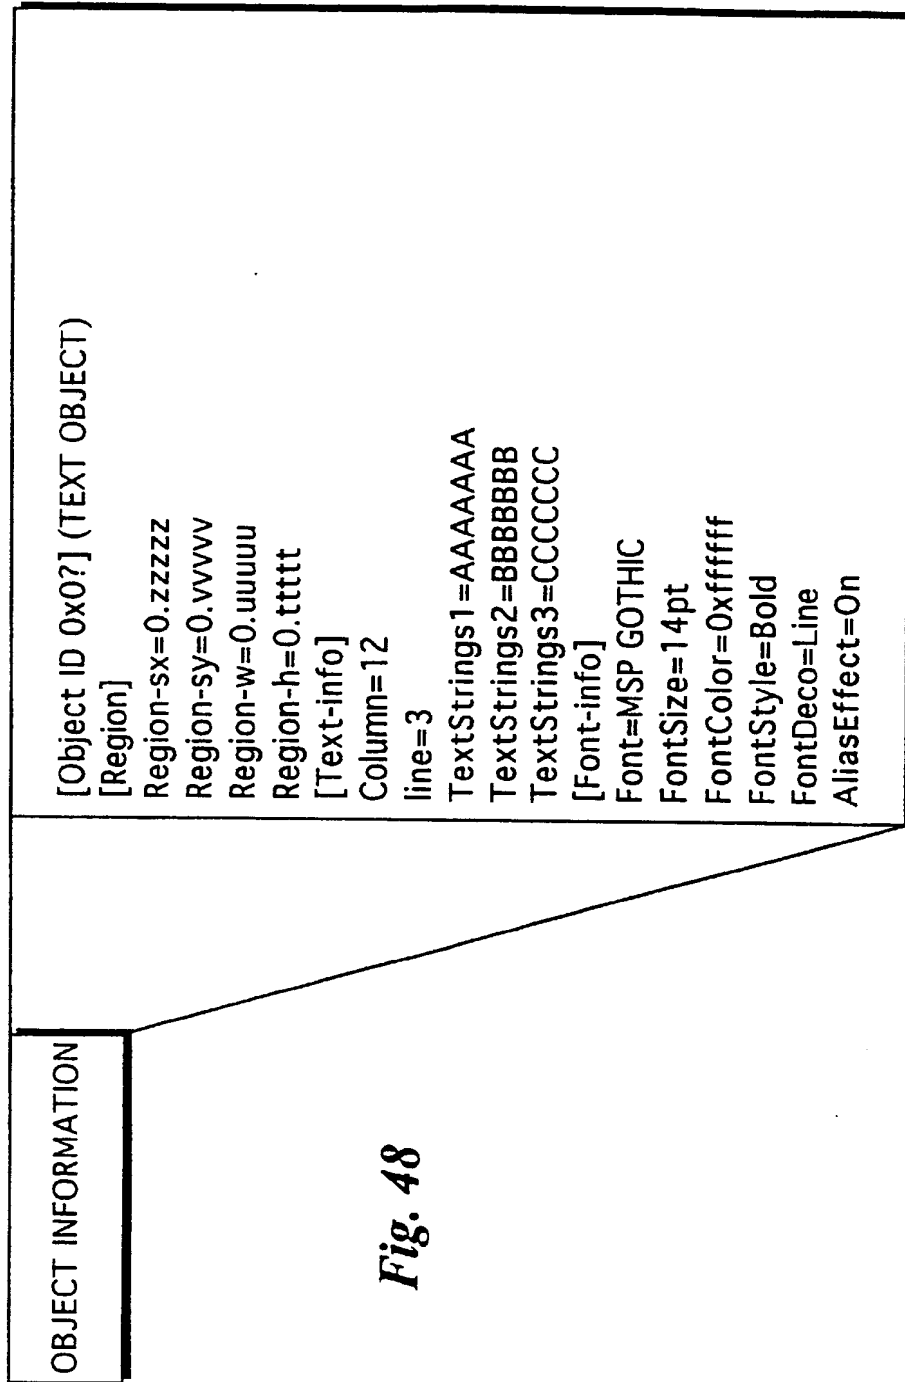 OBJECT INFORMATION
[Object ID 0x0?] (TEXT OBJECT)
[Region]
Region-sx=0.zzzzz
Region-sy=0.vvvvv
Region-w=0.uuuuu
Region-h=0.ttttt
[Text-info]
Column=12
line=3
TextStrings1=AAAAAAA
TextStrings2=BBBBBBB
TextStrings3=CCCCCCC
[Font-info]
Font=MSP GOTHIC
FontSize=14pt
FontColor=0xffffff
FontStyle=Bold
FontDeco=Line
AliasEffect=On
Fig. 48